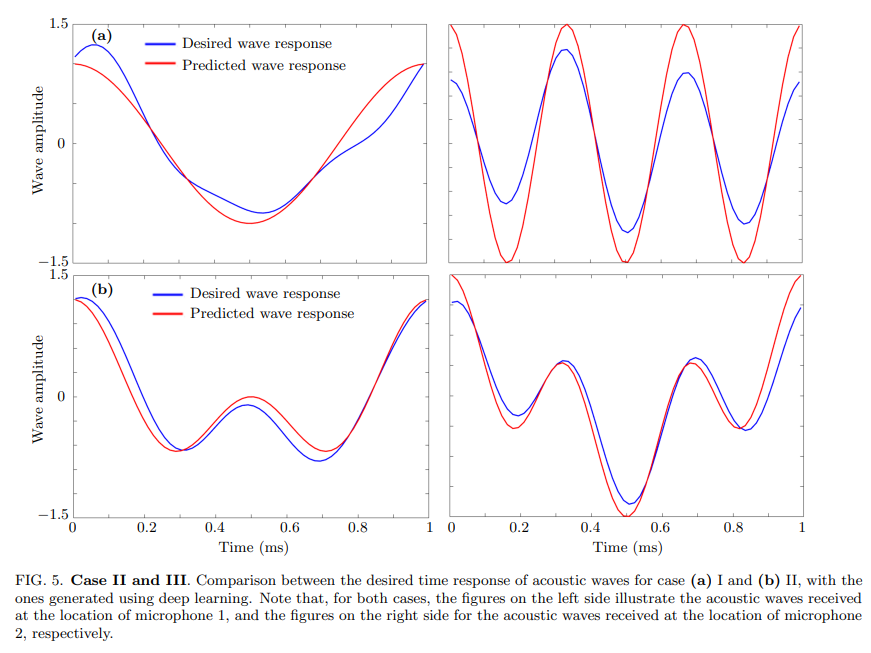 1.5
(a)
Desired wave response
Predicted wave response
0
Wave amplitude
−1.5
1.5
(b)
Desired wave response
Predicted wave response
0
Wave amplitude
−1.5
0 0.2 0.4 0.6 0.8 1
Time (ms)
0 0.2 0.4 0.6 0.8 1
Time (ms)
FIG. 5. Case II and III. Comparison between the desired time response of acoustic waves for case (a) I and (b) II, with the
ones generated using deep learning. Note that, for both cases, the figures on the left side illustrate the acoustic waves received
at the location of microphone 1, and the figures on the right side for the acoustic waves received at the location of microphone
2, respectively.